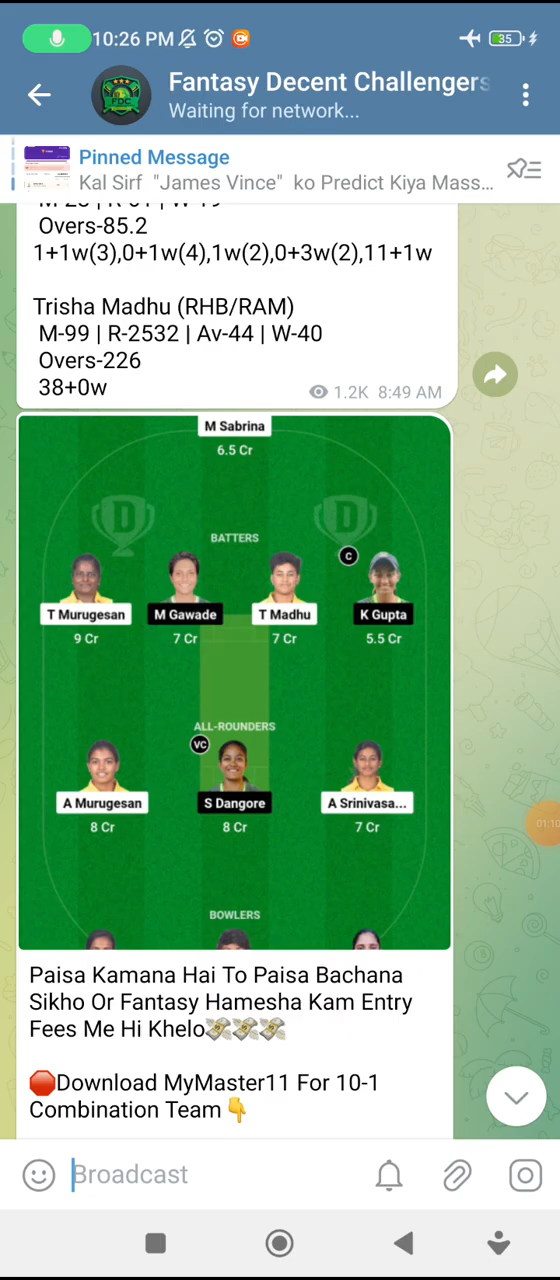 10:26 PM
35
Fantasy Decent Challengers
Waiting for network...
FDC
Pinned Message
Kal Sirf "James Vince" ko Predict Kiya Mass...
Overs-85.2
1+1w(3),0+1w(4),1w(2),0+3w(2),11+1w
Trisha Madhu (RHB/RAM)
M-99 | R-2532 | Av-44 | W-40
Overs-226
38+0w
1.2K 8:49 AM
M Sabrina
6.5 Cr
D D
BATTERS
C
T Murugesan M Gawade T Madhu K Gupta
9 Cr 7 Cr 7 Cr 5.5 Cr
ALL-ROUNDERS
VC
A Murugesan S Dangore A Srinivasa...
8 Cr 8 Cr 7 Cr
01:10
BOWLERS
Paisa Kamana Hai To Paisa Bachana
Sikho Or Fantasy Hamesha Kam Entry
Fees Me Hi Khelo💸💸💸
🛑Download MyMaster11 For 10-1
Combination Team👇
Broadcast